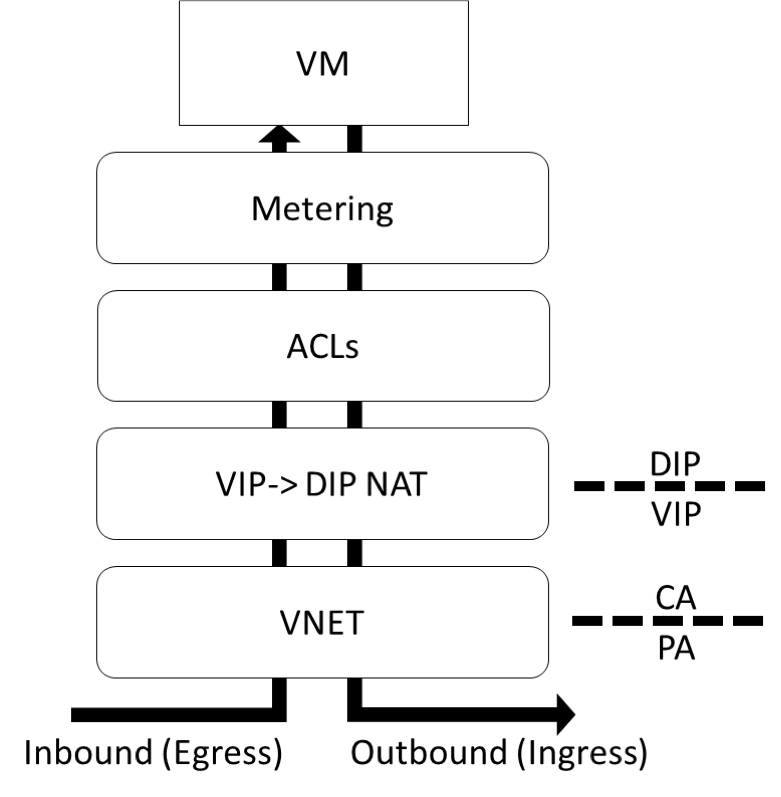 VM
Metering
ACLs
VIP-> DIP NAT
DIP
VIP
VNET
CA
PA
Inbound (Egress)
Outbound (Ingress)